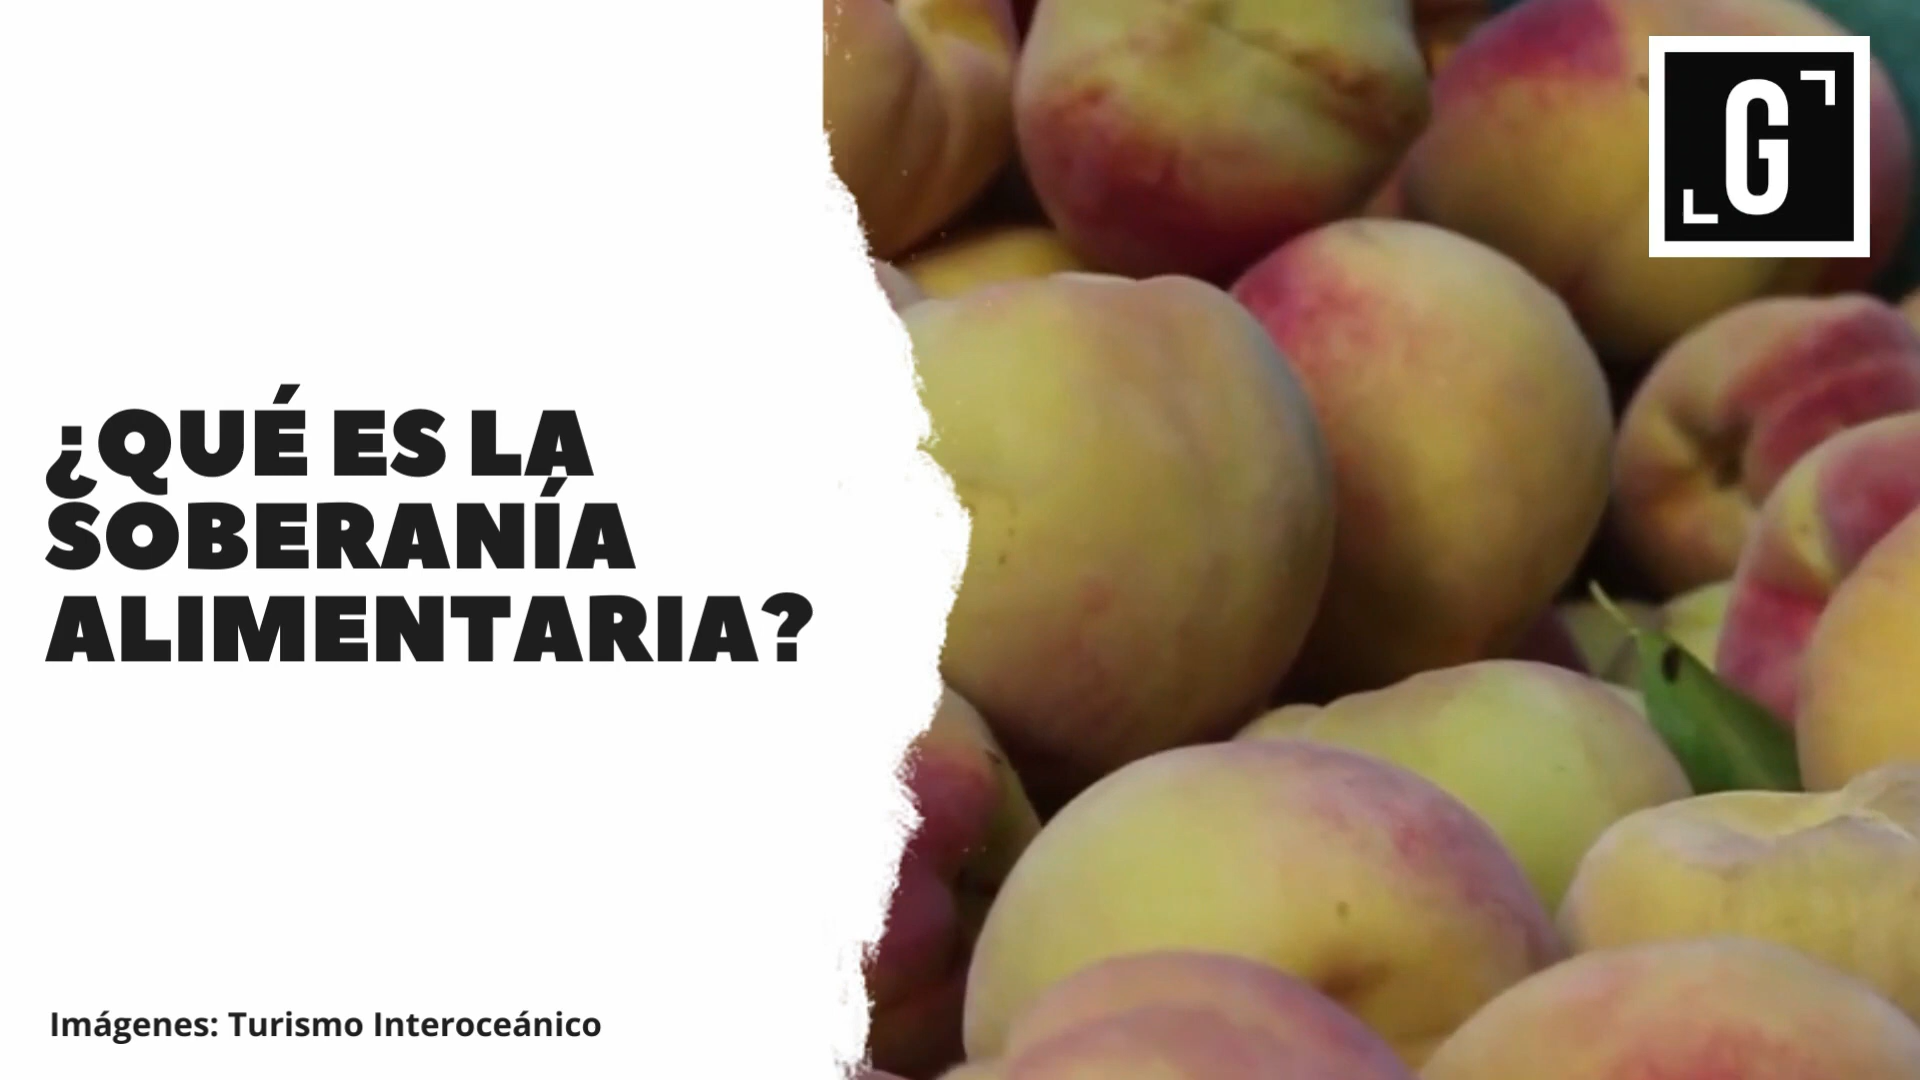 G
¿QUÉ ES LA
SOBERANÍA
ALIMENTARIA?
Imágenes: Turismo Interoceánico